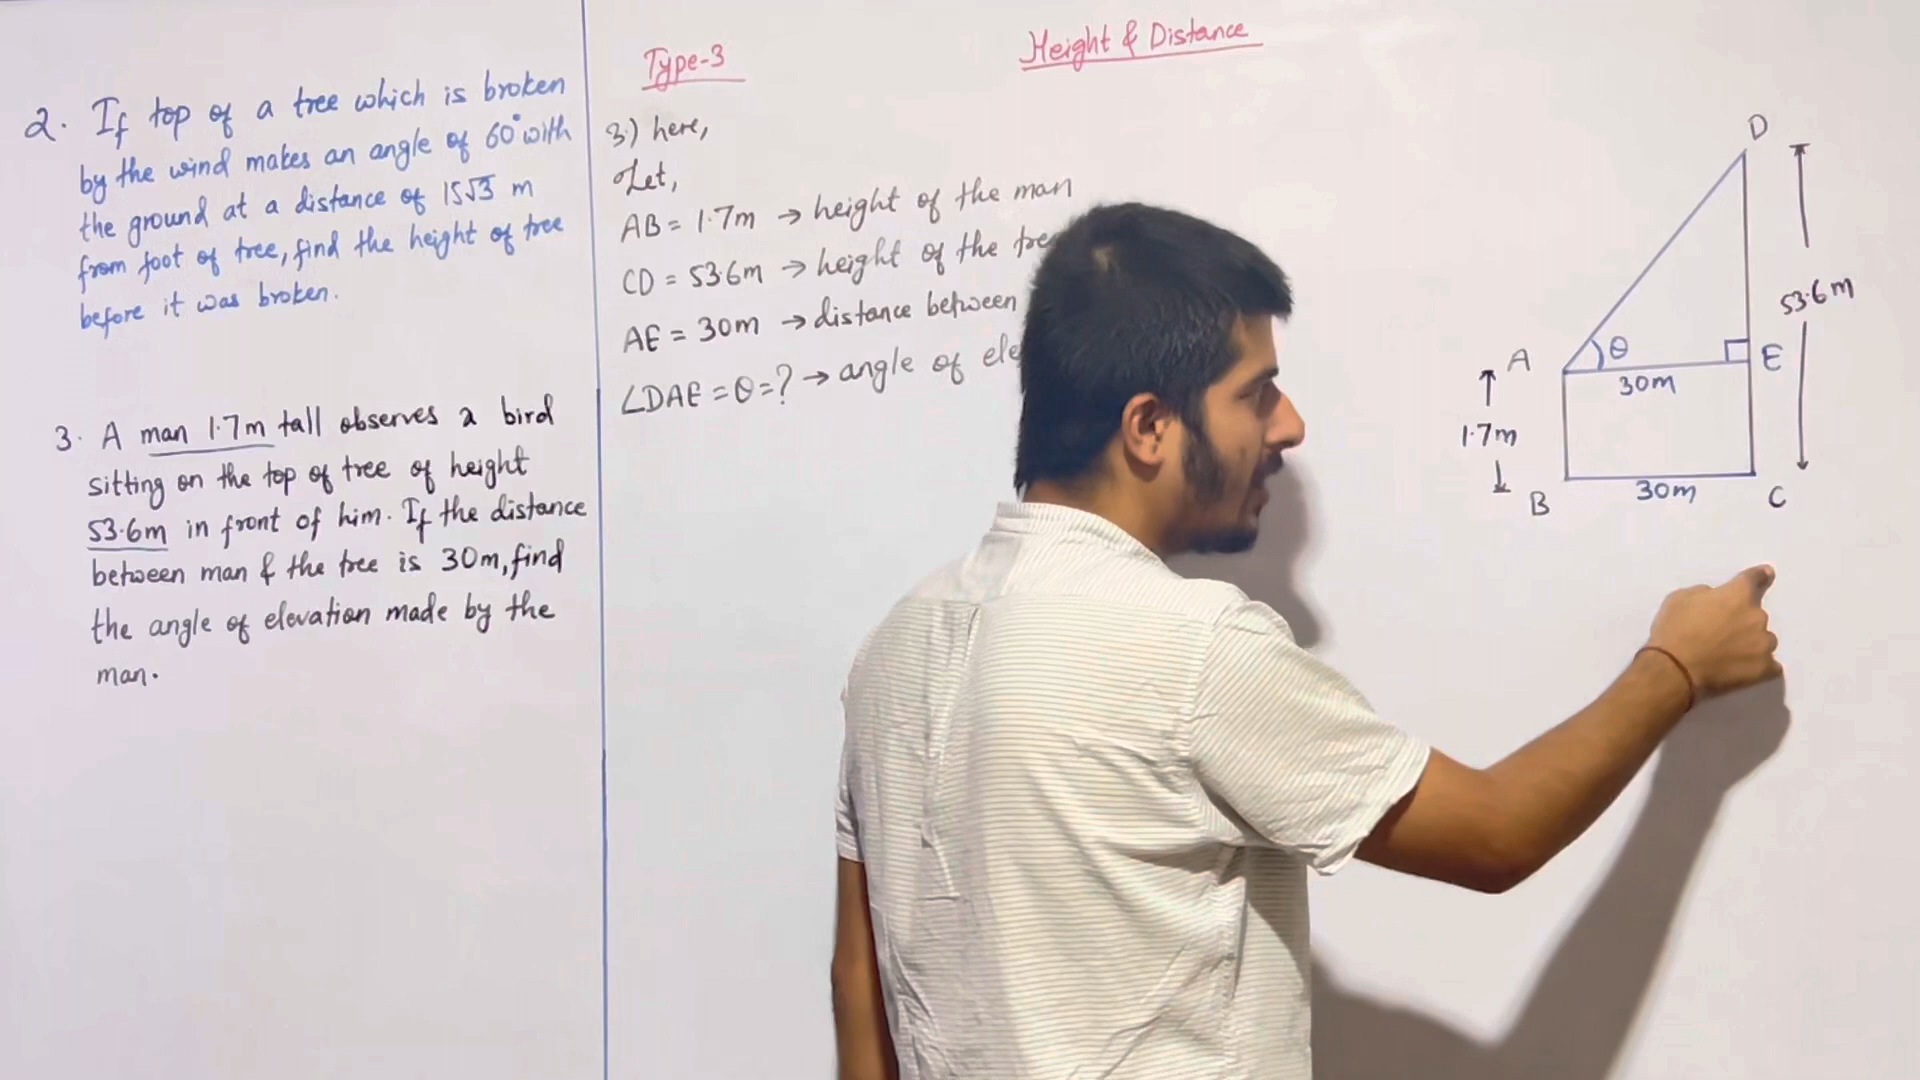 Type-3
Height & Distance
2. If top of a tree which is broken
by the wind makes an angle of 60° with
the ground at a distance of 15√3 m
from foot of tree, find the height of tree
before it was broken.
3. A man 1.7m tall observes a bird
sitting on the top of tree of height
53.6m in front of him. If the distance
between man & the tree is 30m, find
the angle of elevation made by the
man.
3.) here,
Let,
AB = 1.7m → height of the man
CD = 53.6m → height of the
AE = 30m → distance between
∠DAE = θ = ? → angle of
D
53.6m
A
θ
E
30m
1.7m
B
30m
C